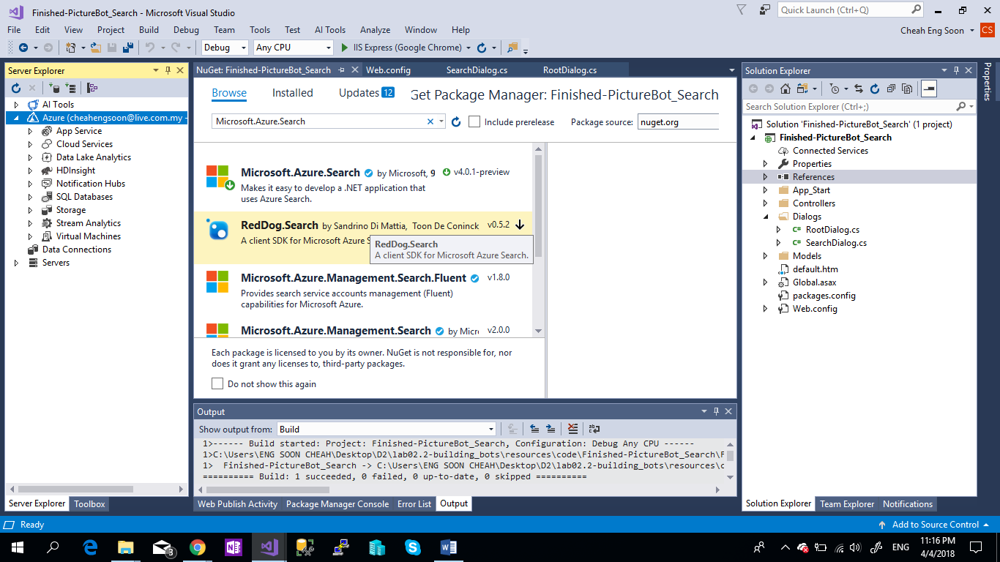 Finished-PictureBot_Search - Microsoft Visual Studio
Quick Launch (Ctrl+Q)
File Edit View Project Build Debug Team Tools Test AI Tools Analyze Window Help
Cheah Eng Soon CS
Debug Any CPU IIS Express (Google Chrome)
Server Explorer
AI Tools
Azure (cheahengsoon@live.com.my -
App Service
Cloud Services
Data Lake Analytics
HDInsight
Notification Hubs
SQL Databases
Storage
Stream Analytics
Virtual Machines
Data Connections
Servers
Server Explorer Toolbox
NuGet: Finished-PictureBot_Search Web.config SearchDialog.cs RootDialog.cs
Browse Installed Updates 12
Get Package Manager: Finished-PictureBot_Search
Microsoft.Azure.Search
Include prerelease Package source: nuget.org
Microsoft.Azure.Search by Microsoft, 9 v4.0.1-preview
Makes it easy to develop a .NET application that
uses Azure Search.
RedDog.Search by Sandrino Di Mattia, Toon De Coninck v0.5.2
A client SDK for Microsoft Azure S
RedDog.Search
A client SDK for Microsoft Azure Search.
Microsoft.Azure.Management.Search.Fluent v1.8.0
Provides search service accounts management (Fluent)
capabilities for Microsoft Azure.
Microsoft.Azure.Management.Search by Micr v2.0.0
Each package is licensed to you by its owner. NuGet is not responsible for, nor
does it grant any licenses to, third-party packages.
Do not show this again
Output
Show output from: Build
1>------ Build started: Project: Finished-PictureBot_Search, Configuration: Debug Any CPU ------
1>C:\Users\ENG SOON CHEAH\Desktop\D2\lab02.2-building_bots\resources\code\Finished-PictureBot_Search\F
1>  Finished-PictureBot_Search -> C:\Users\ENG SOON CHEAH\Desktop\D2\lab02.2-building_bots\resources\c
========== Build: 1 succeeded, 0 failed, 0 up-to-date, 0 skipped ==========
Web Publish Activity Package Manager Console Error List Output
Solution Explorer
Search Solution Explorer (Ctrl+;)
Solution 'Finished-PictureBot_Search' (1 project)
Finished-PictureBot_Search
Connected Services
Properties
References
App_Start
Controllers
Dialogs
C# RootDialog.cs
C# SearchDialog.cs
Models
default.htm
Global.asax
packages.config
Web.config
Solution Explorer Team Explorer Notifications
Properties
Ready
Add to Source Control
3
ENG
11:16 PM
4/4/2018